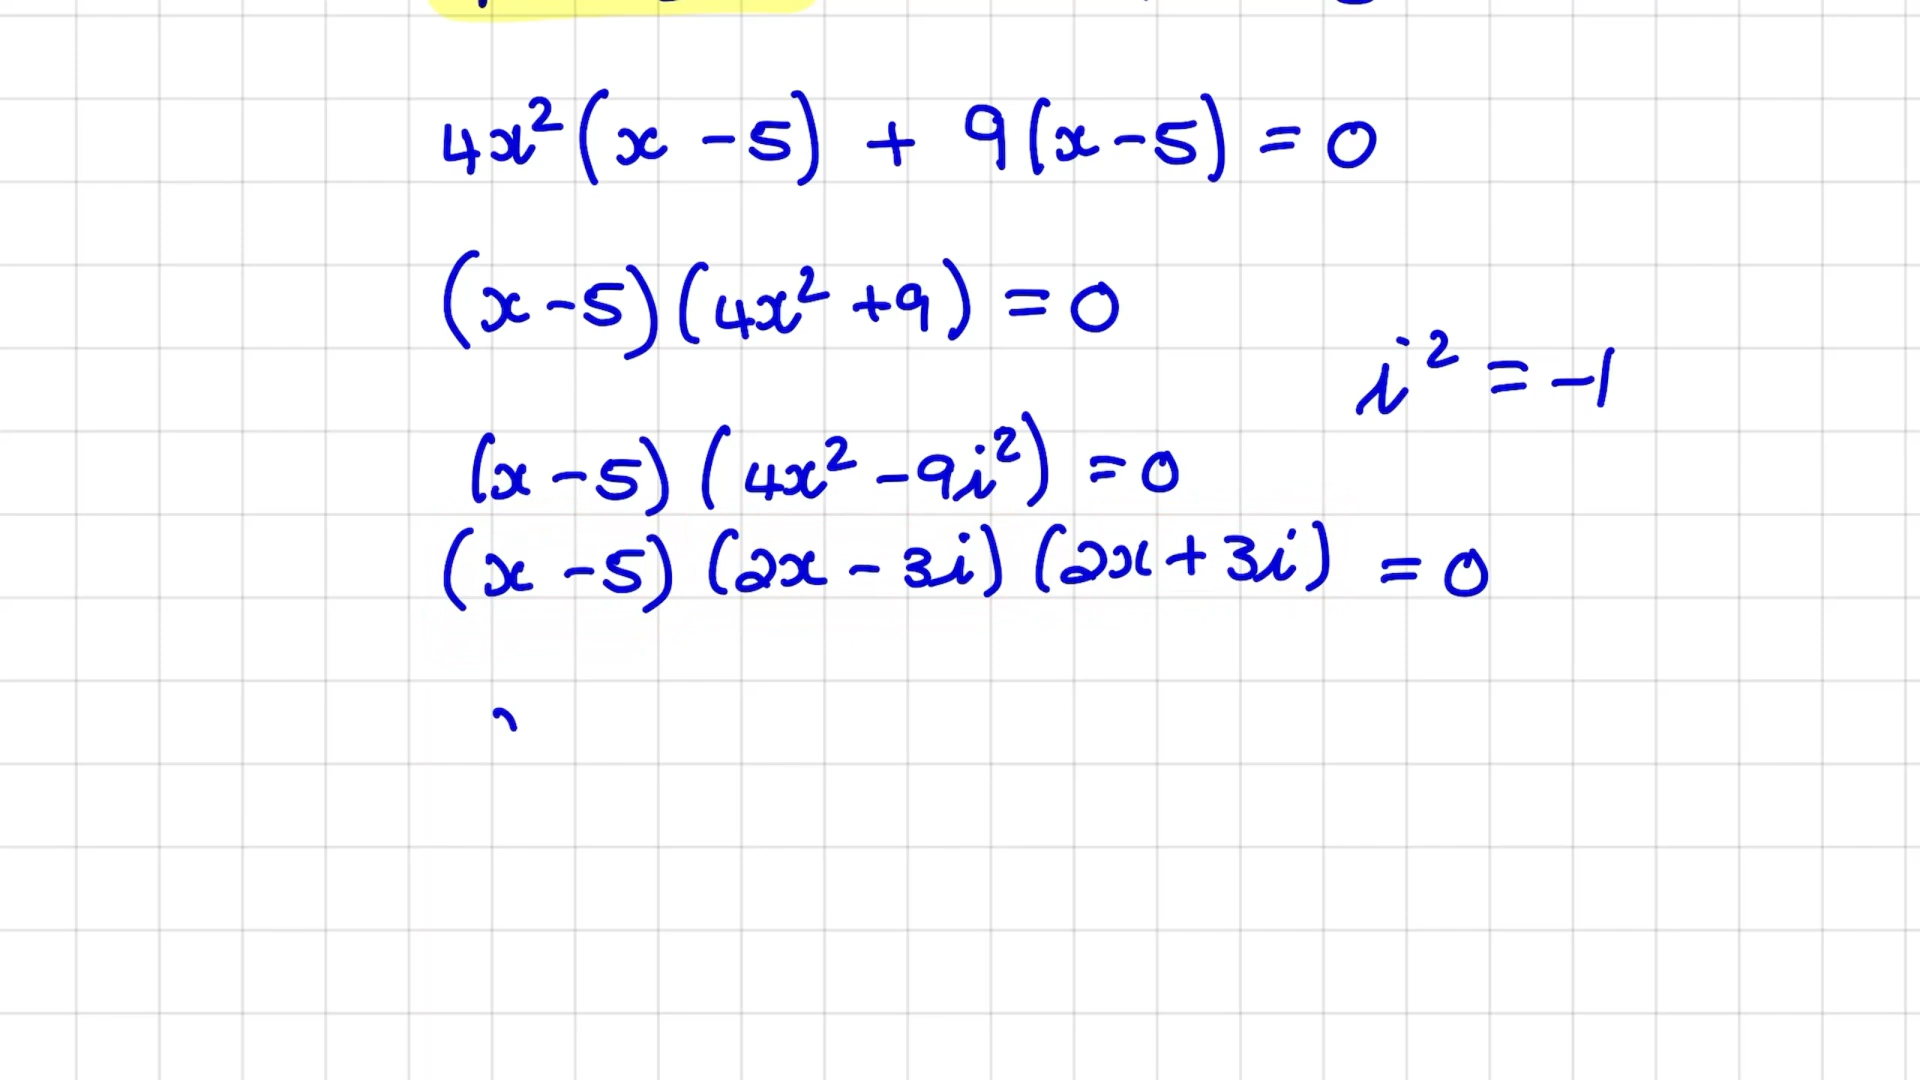 4x²(x - 5) + 9(x - 5) = 0
(x - 5)(4x² + 9) = 0
i² = -1
(x - 5)(4x² - 9i²) = 0
(x - 5)(2x - 3i)(2x + 3i) = 0